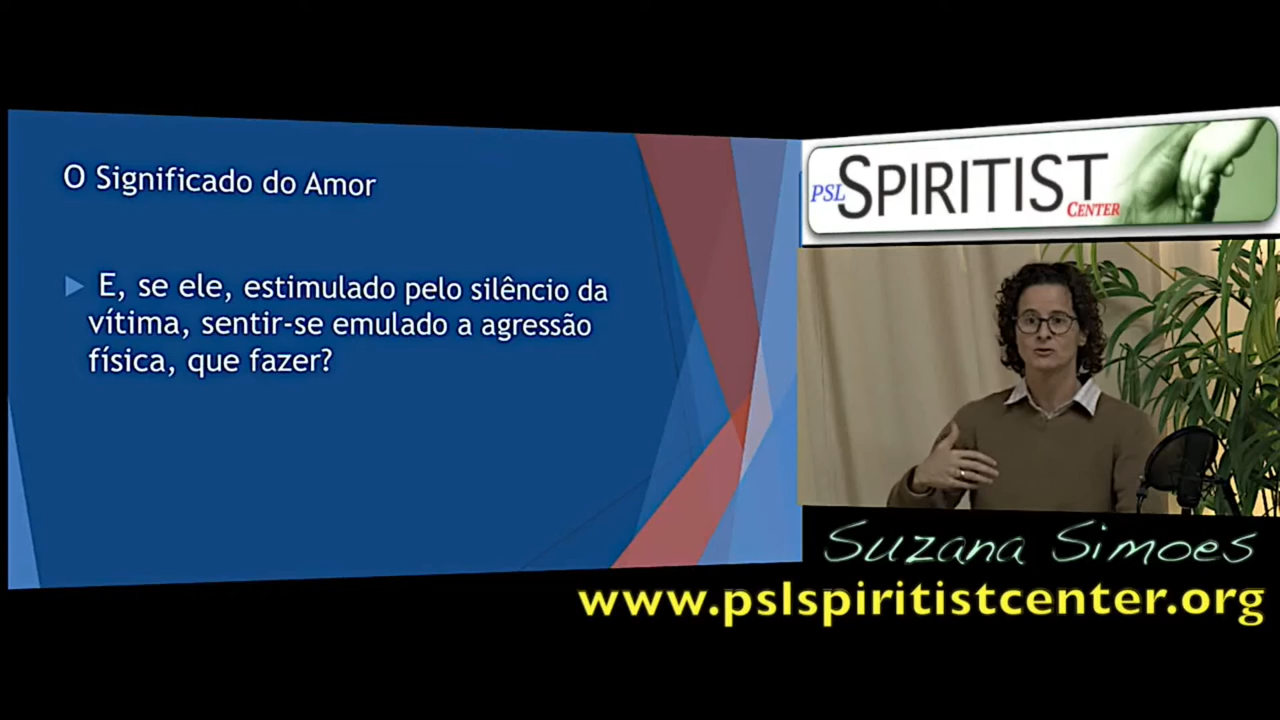 O Significado do Amor
E, se ele, estimulado pelo silêncio da
vítima, sentir-se emulado a agressão
física, que fazer?
PSL SPIRITIST
CENTER
Suzana Simoes
www.pslspiritistcenter.org